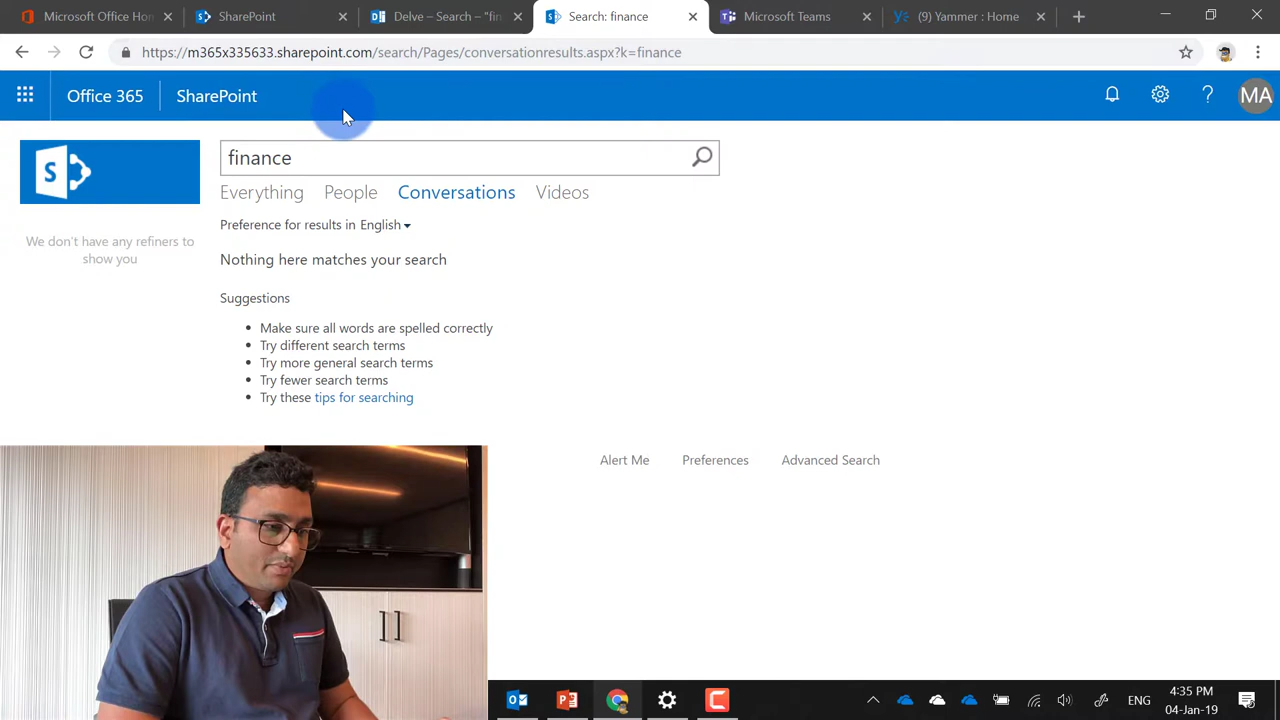 Microsoft Office Hom
SharePoint
Delve – Search – "fin
Search: finance
Microsoft Teams
(9) Yammer : Home
https://m365x335633.sharepoint.com/search/Pages/conversationresults.aspx?k=finance
Office 365
SharePoint
MA
finance
Everything
People
Conversations
Videos
We don't have any refiners to
show you
Preference for results in English
Nothing here matches your search
Suggestions
Make sure all words are spelled correctly
Try different search terms
Try more general search terms
Try fewer search terms
Try these tips for searching
Alert Me
Preferences
Advanced Search
ENG
4:35 PM
04-Jan-19